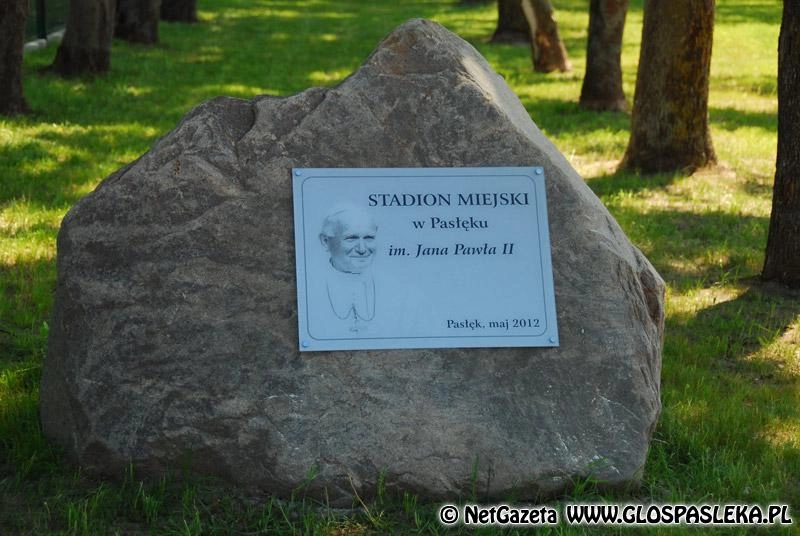 STADION MIEJSKI
w Pasłęku
im. Jana Pawła II
Pasłęk, maj 2012
© NetGazeta WWW.GLOSPASLEKA.PL